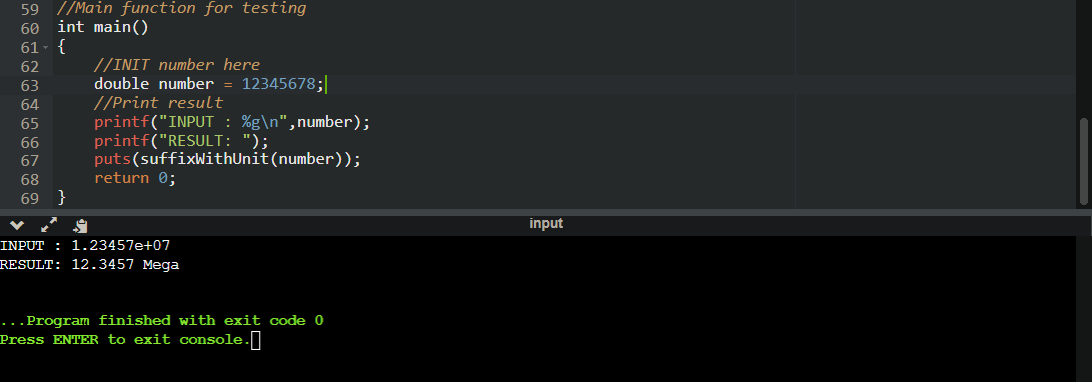 59 //Main function for testing
60 int main()
61 {
62     //INIT number here
63     double number = 12345678;
64     //Print result
65     printf("INPUT : %g\n",number);
66     printf("RESULT: ");
67     puts(suffixWithUnit(number));
68     return 0;
69 }
input
INPUT : 1.23457e+07
RESULT: 12.3457 Mega
...Program finished with exit code 0
Press ENTER to exit console.